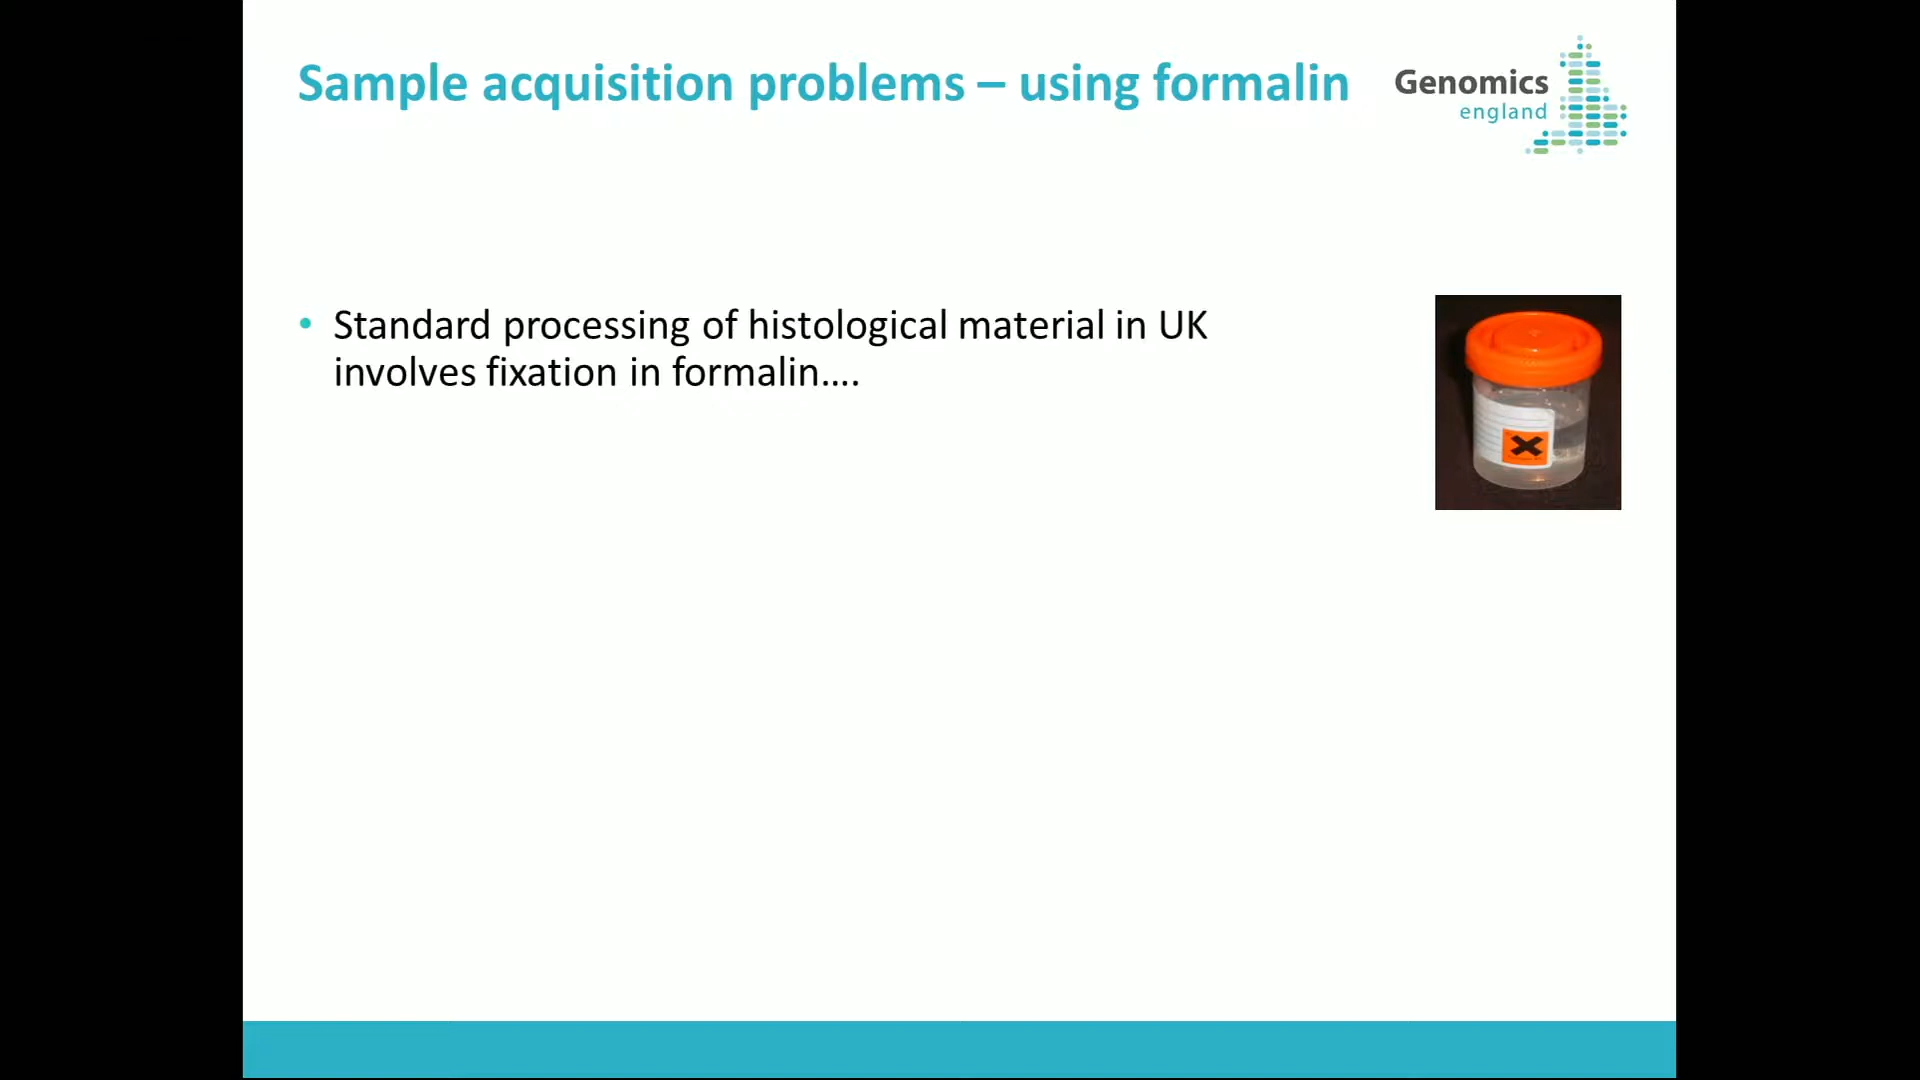 Sample acquisition problems – using formalin
Genomics
england
• Standard processing of histological material in UK
involves fixation in formalin....